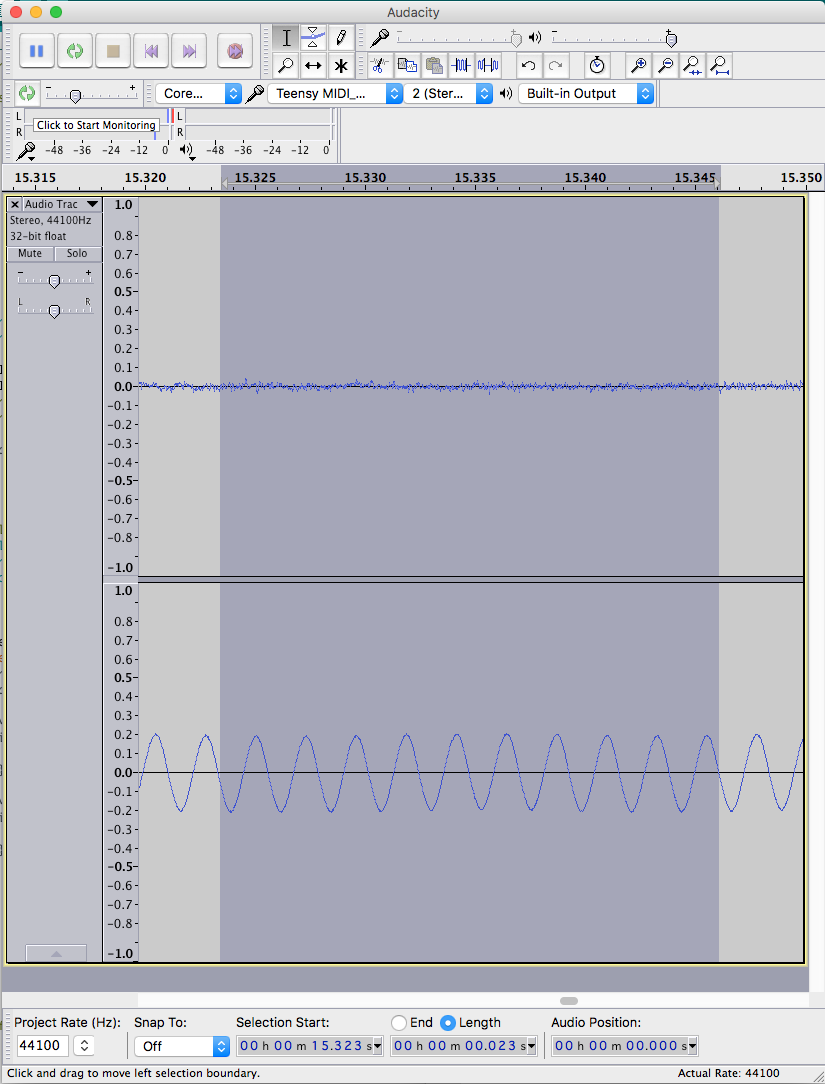 Audacity
Core... Teensy MIDI_... 2 (Ster... Built-in Output
L L
Click to Start Monitoring
R R
-48 -36 -24 -12 0 -48 -36 -24 -12 0
15.315 15.320 15.325 15.330 15.335 15.340 15.345 15.350
Audio Trac 1.0
Stereo, 44100Hz
32-bit float 0.8
Mute Solo 0.7
- + 0.6
0.5
L R 0.4
0.3
0.2
0.1
0.0
-0.1
-0.2
-0.3
-0.4
-0.5
-0.6
-0.7
-0.8
-1.0
1.0
0.8
0.7
0.6
0.5
0.4
0.3
0.2
0.1
0.0
-0.1
-0.2
-0.3
-0.4
-0.5
-0.6
-0.7
-0.8
-1.0
Project Rate (Hz): Snap To: Selection Start: End Length Audio Position:
44100 Off 00 h 00 m 15.323 s 00 h 00 m 00.023 s 00 h 00 m 00.000 s
Click and drag to move left selection boundary. Actual Rate: 44100